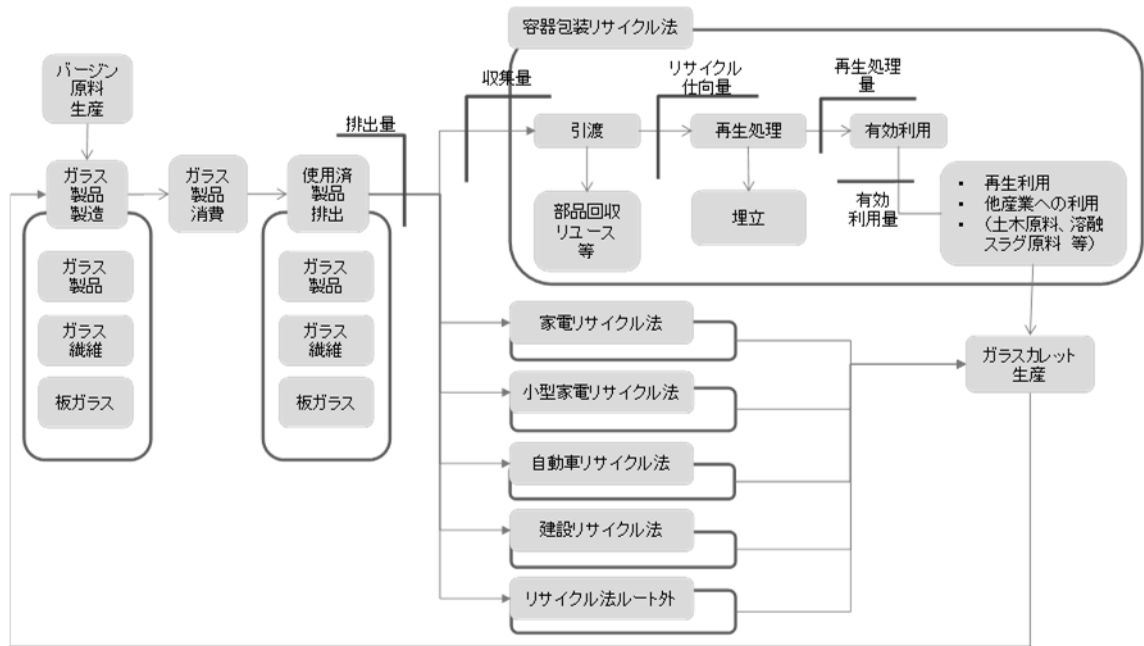 容器包装リサイクル法
バージン
原料
生産
収集量
リサイクル
仕向量
再生処理
量
排出量
引渡
再生処理
有効利用
ガラス
製品
製造
ガラス
製品
消費
使用済
製品
排出
部品回収
リユース
等
埋立
有効
利用量
▪ 再生利用
▪ 他産業への利用
▪ (土木原料、溶融
スラグ原料 等)
ガラス
製品
ガラス
繊維
板ガラス
ガラス
製品
ガラス
繊維
板ガラス
家電リサイクル法
小型家電リサイクル法
自動車リサイクル法
建設リサイクル法
リサイクル法ルート外
ガラスカレット
生産